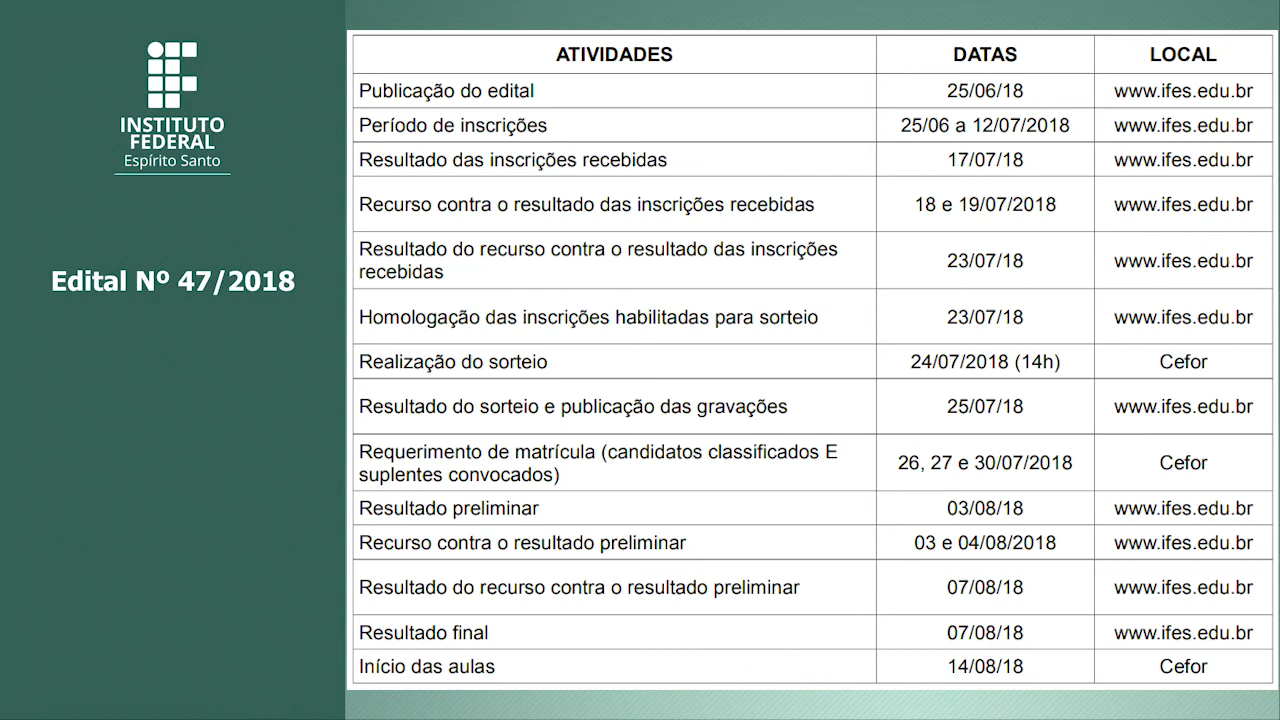 INSTITUTO
FEDERAL
Espírito Santo
Edital Nº 47/2018
ATIVIDADES DATAS LOCAL
Publicação do edital 25/06/18 www.ifes.edu.br
Período de inscrições 25/06 a 12/07/2018 www.ifes.edu.br
Resultado das inscrições recebidas 17/07/18 www.ifes.edu.br
Recurso contra o resultado das inscrições recebidas 18 e 19/07/2018 www.ifes.edu.br
Resultado do recurso contra o resultado das inscrições
recebidas 23/07/18 www.ifes.edu.br
Homologação das inscrições habilitadas para sorteio 23/07/18 www.ifes.edu.br
Realização do sorteio 24/07/2018 (14h) Cefor
Resultado do sorteio e publicação das gravações 25/07/18 www.ifes.edu.br
Requerimento de matrícula (candidatos classificados E
suplentes convocados) 26, 27 e 30/07/2018 Cefor
Resultado preliminar 03/08/18 www.ifes.edu.br
Recurso contra o resultado preliminar 03 e 04/08/2018 www.ifes.edu.br
Resultado do recurso contra o resultado preliminar 07/08/18 www.ifes.edu.br
Resultado final 07/08/18 www.ifes.edu.br
Início das aulas 14/08/18 Cefor